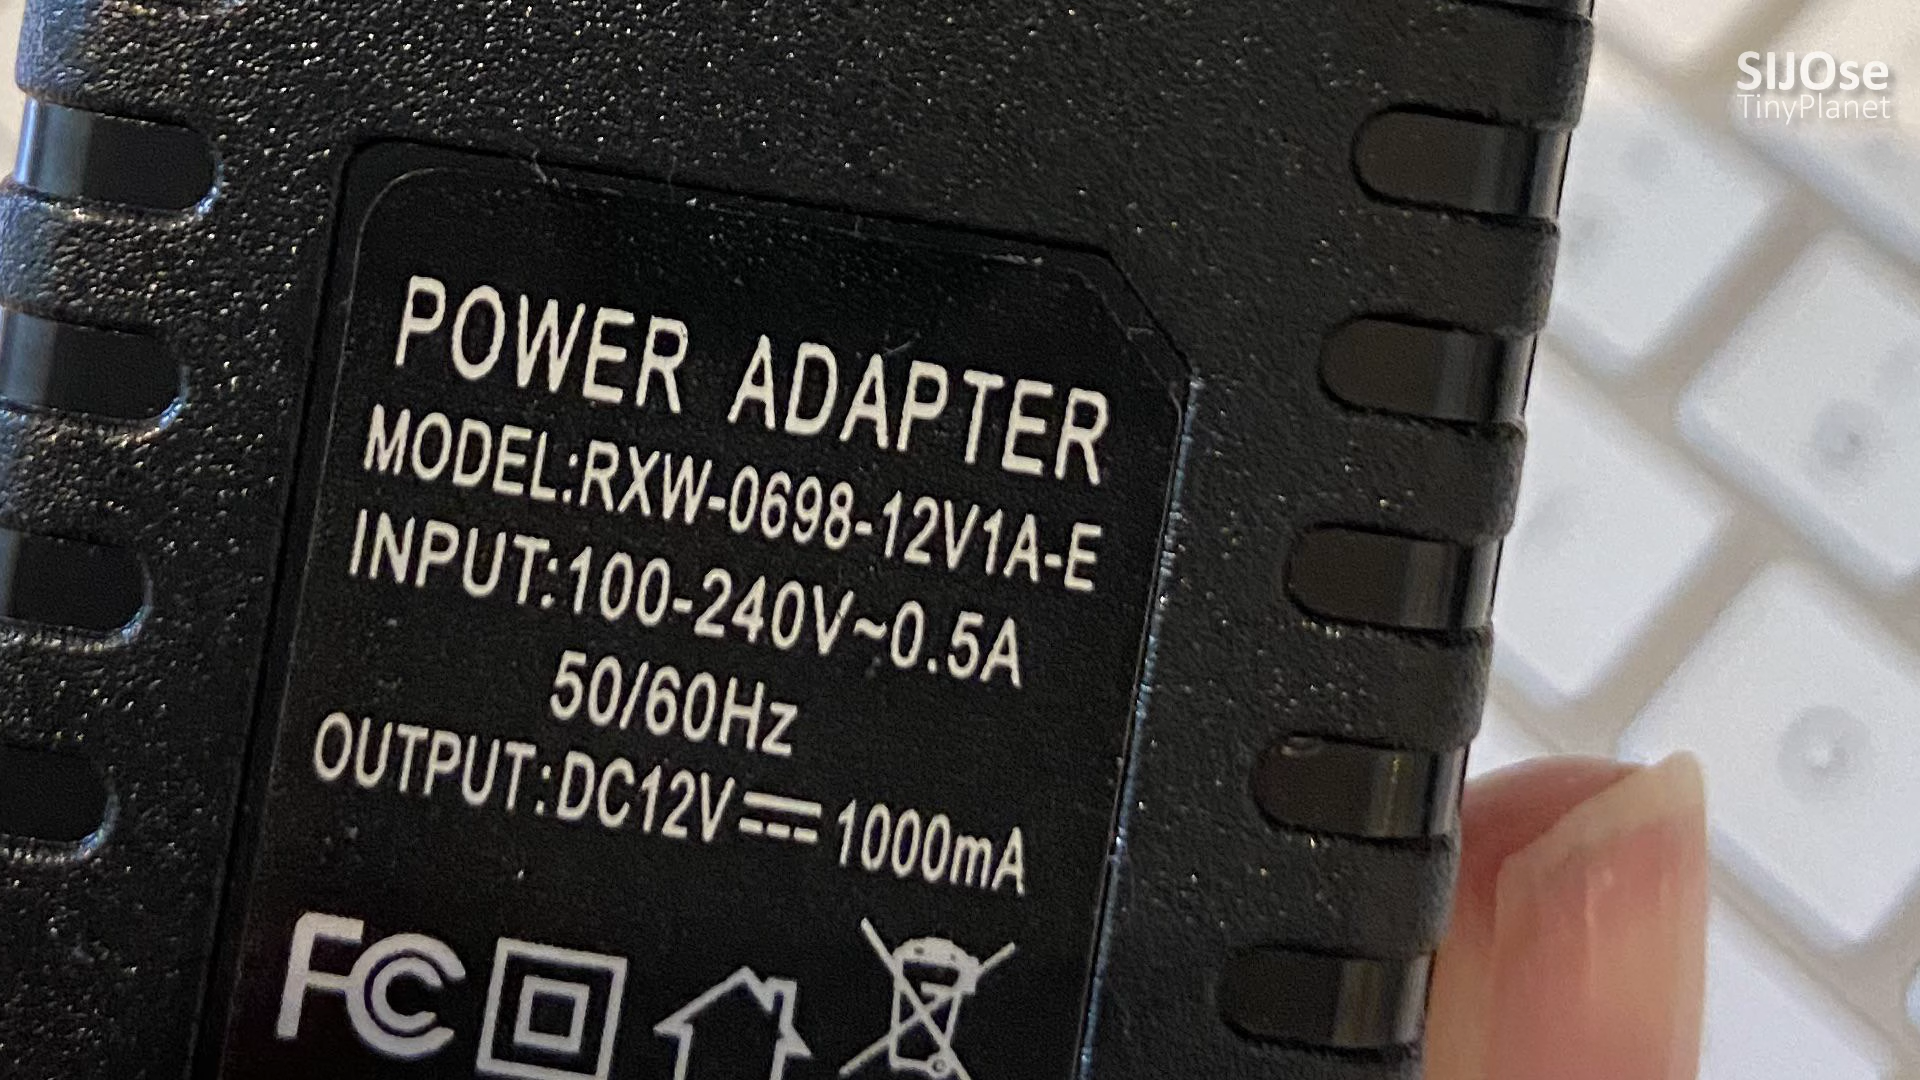 SIJOse
TinyPlanet
POWER ADAPTER
MODEL:RXW-0698-12V1A-E
INPUT:100-240V~0.5A
50/60Hz
OUTPUT:DC12V⎓1000mA
FC